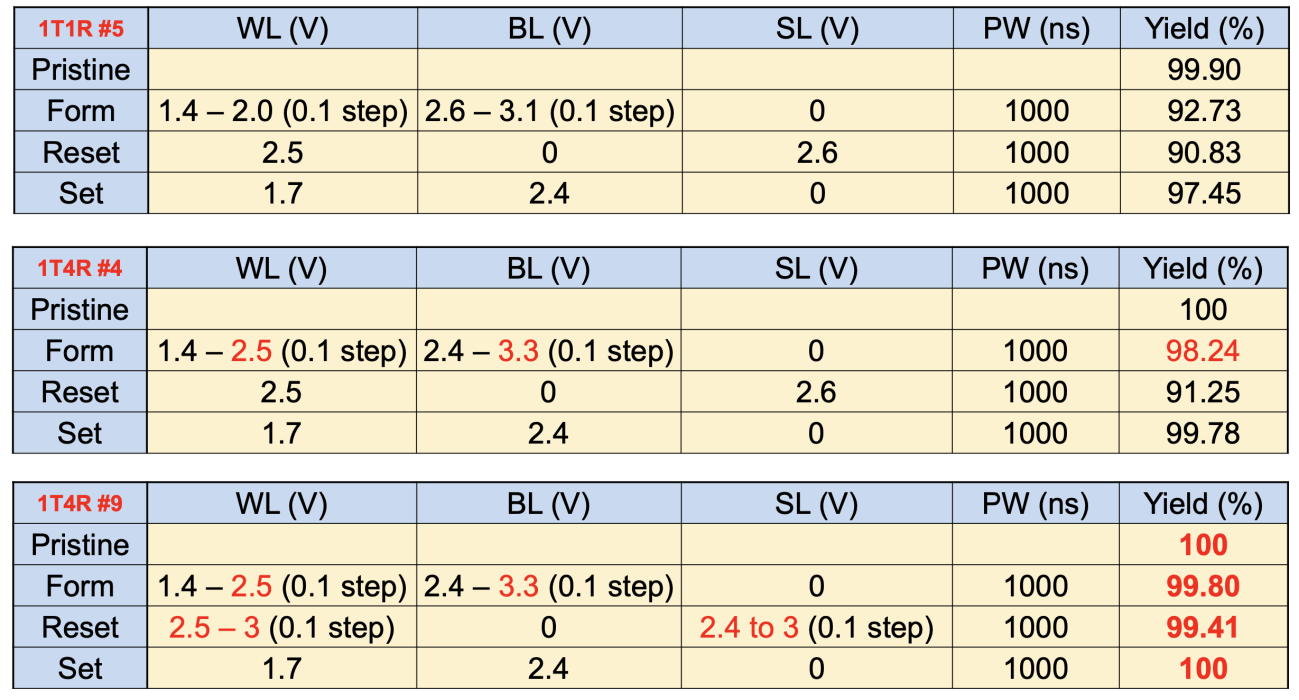 1T1R #5 WL (V) BL (V) SL (V) PW (ns) Yield (%)
Pristine 99.90
Form 1.4 – 2.0 (0.1 step) 2.6 – 3.1 (0.1 step) 0 1000 92.73
Reset 2.5 0 2.6 1000 90.83
Set 1.7 2.4 0 1000 97.45
1T4R #4 WL (V) BL (V) SL (V) PW (ns) Yield (%)
Pristine 100
Form 1.4 – 2.5 (0.1 step) 2.4 – 3.3 (0.1 step) 0 1000 98.24
Reset 2.5 0 2.6 1000 91.25
Set 1.7 2.4 0 1000 99.78
1T4R #9 WL (V) BL (V) SL (V) PW (ns) Yield (%)
Pristine 100
Form 1.4 – 2.5 (0.1 step) 2.4 – 3.3 (0.1 step) 0 1000 99.80
Reset 2.5 – 3 (0.1 step) 0 2.4 to 3 (0.1 step) 1000 99.41
Set 1.7 2.4 0 1000 100